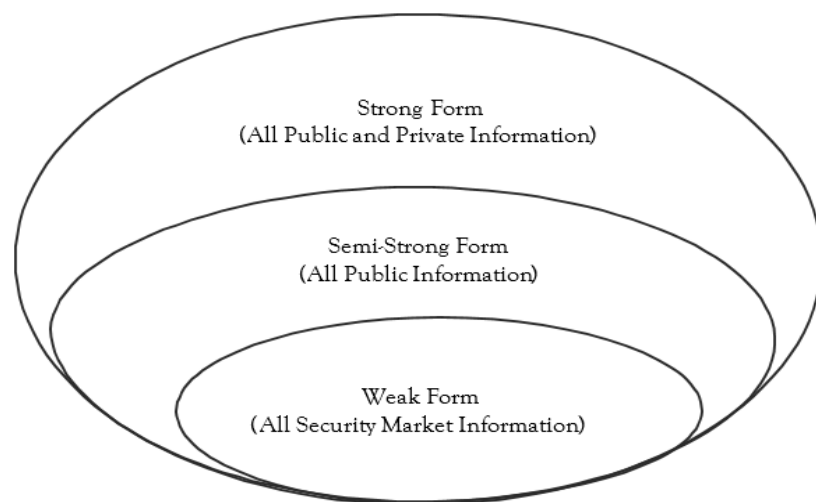 Strong Form
(All Public and Private Information)
Semi-Strong Form
(All Public Information)
Weak Form
(All Security Market Information)